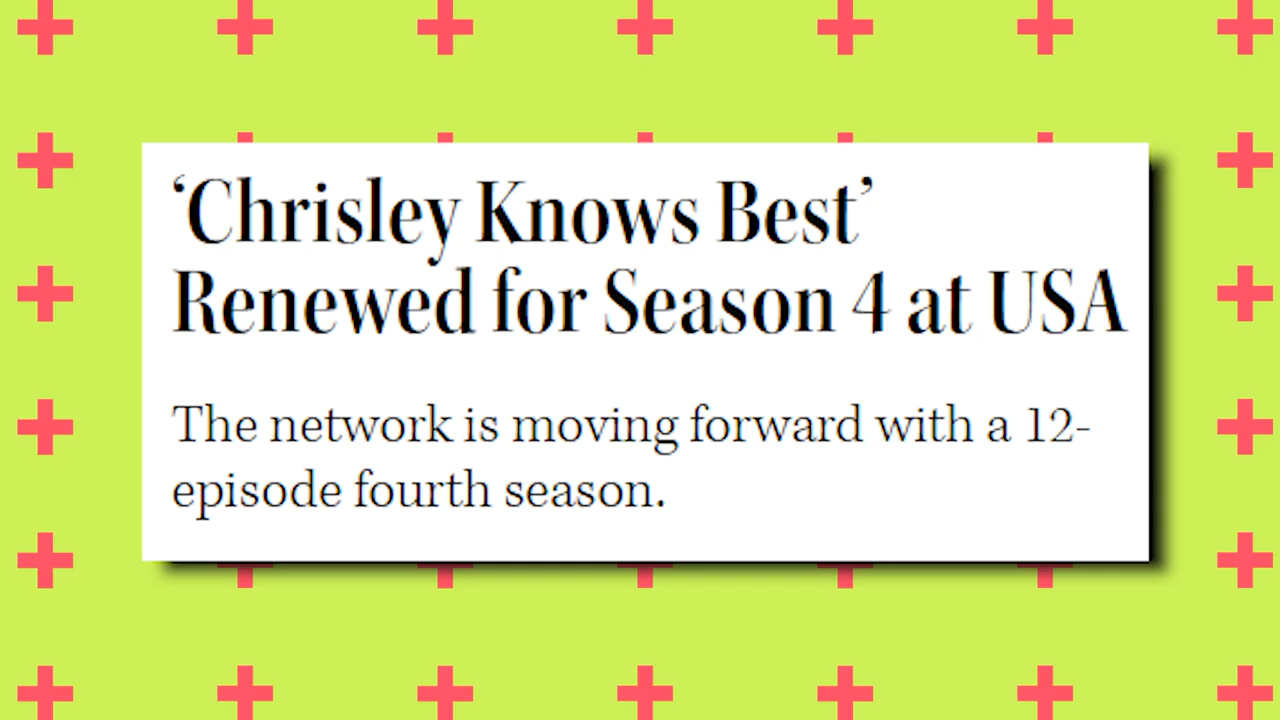 ‘Chrisley Knows Best’
Renewed for Season 4 at USA
The network is moving forward with a 12-
episode fourth season.